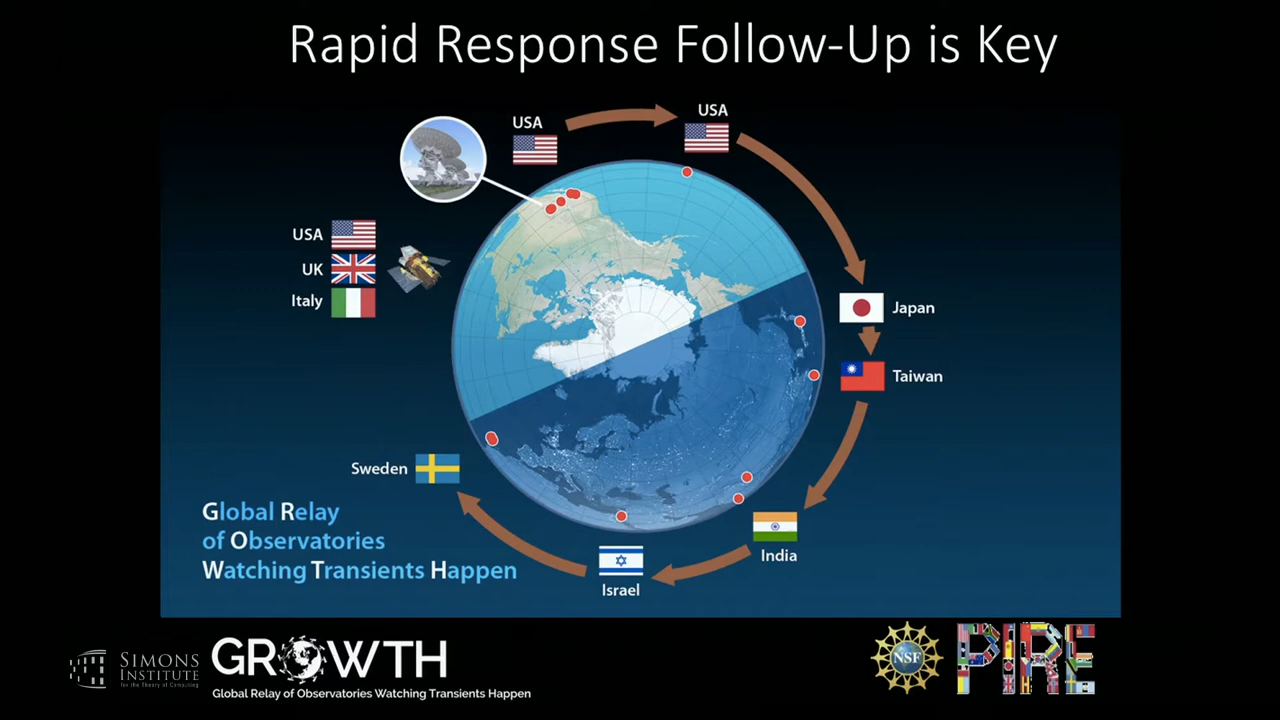 Rapid Response Follow-Up is Key
USA
USA
USA
UK
Italy
Japan
Taiwan
Sweden
India
Israel
Global Relay
of Observatories
Watching Transients Happen
SIMONS
INSTITUTE
for the Theory of Computing
GROWTH
Global Relay of Observatories Watching Transients Happen
NSF
PIRE